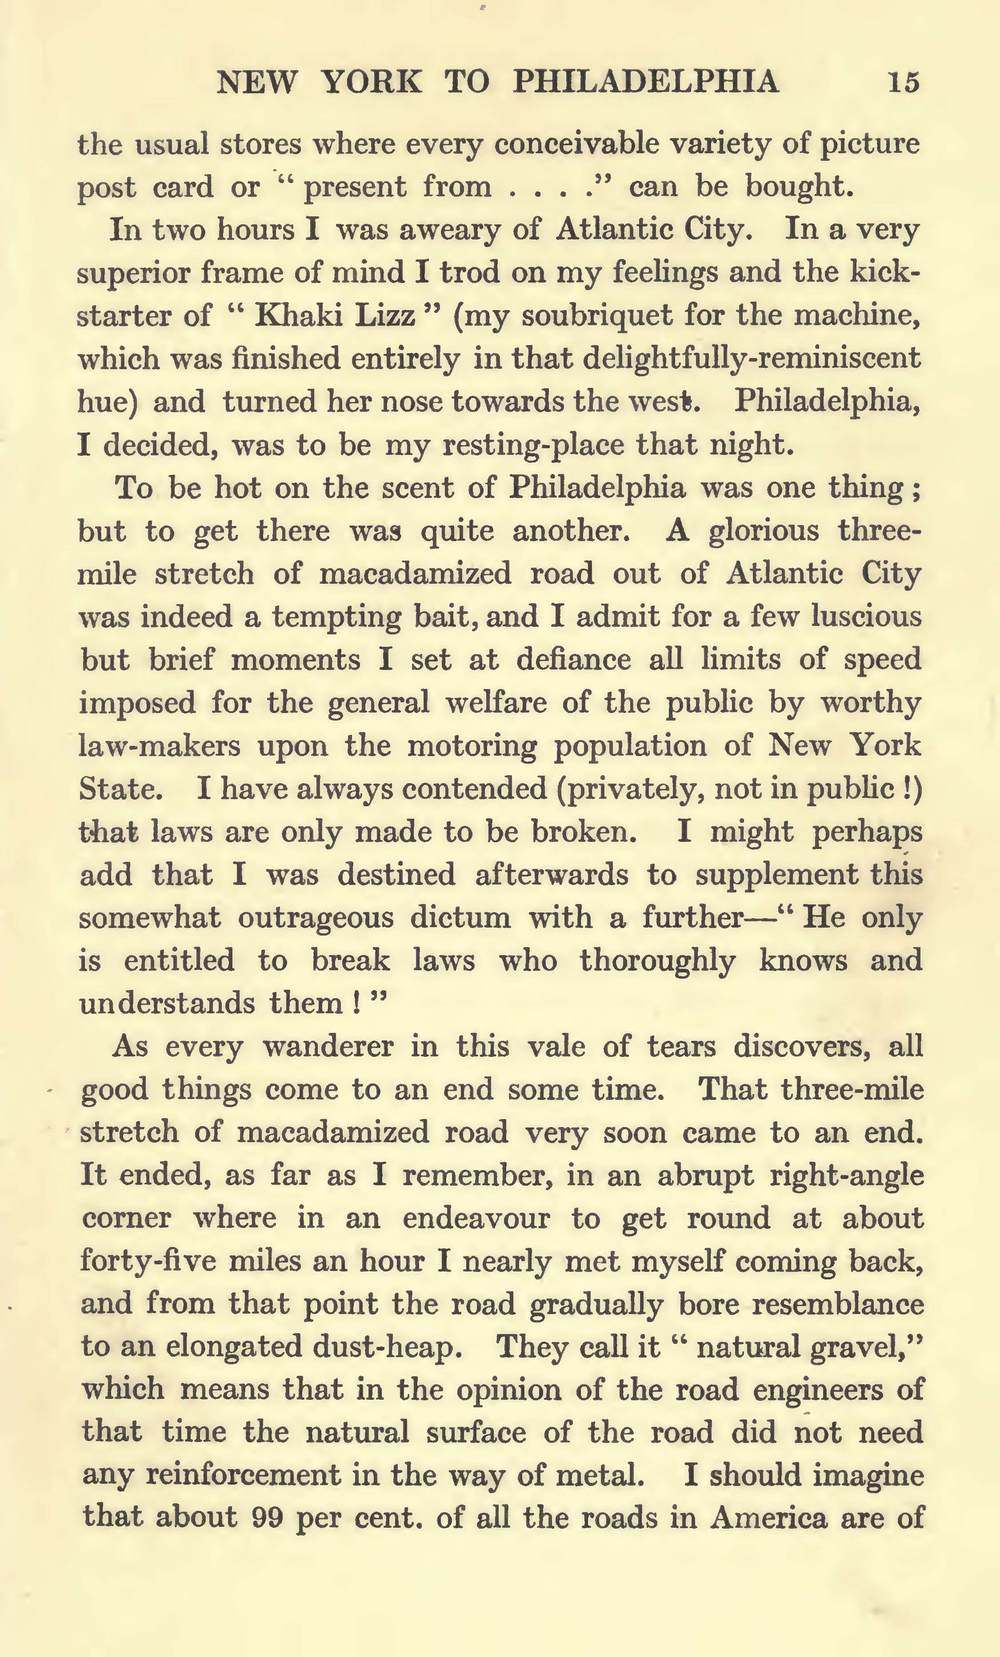 NEW YORK TO PHILADELPHIA 15
the usual stores where every conceivable variety of picture
post card or “ present from . . . .” can be bought.
In two hours I was aweary of Atlantic City. In a very
superior frame of mind I trod on my feelings and the kick-
starter of “ Khaki Lizz ” (my soubriquet for the machine,
which was finished entirely in that delightfully-reminiscent
hue) and turned her nose towards the west. Philadelphia,
I decided, was to be my resting-place that night.
To be hot on the scent of Philadelphia was one thing ;
but to get there was quite another. A glorious three-
mile stretch of macadamized road out of Atlantic City
was indeed a tempting bait, and I admit for a few luscious
but brief moments I set at defiance all limits of speed
imposed for the general welfare of the public by worthy
law-makers upon the motoring population of New York
State. I have always contended (privately, not in public !)
that laws are only made to be broken. I might perhaps
add that I was destined afterwards to supplement this
somewhat outrageous dictum with a further—“ He only
is entitled to break laws who thoroughly knows and
understands them ! ”
As every wanderer in this vale of tears discovers, all
good things come to an end some time. That three-mile
stretch of macadamized road very soon came to an end.
It ended, as far as I remember, in an abrupt right-angle
corner where in an endeavour to get round at about
forty-five miles an hour I nearly met myself coming back,
and from that point the road gradually bore resemblance
to an elongated dust-heap. They call it “ natural gravel,”
which means that in the opinion of the road engineers of
that time the natural surface of the road did not need
any reinforcement in the way of metal. I should imagine
that about 99 per cent. of all the roads in America are of